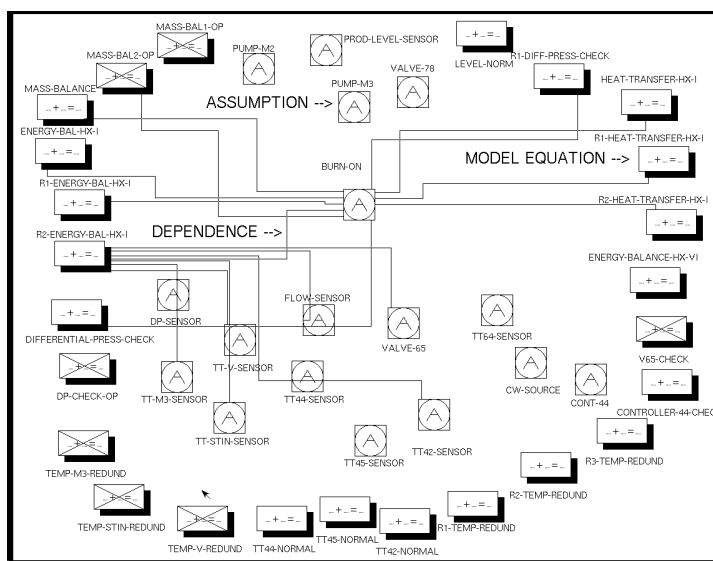 MASS-BAL1-OP
PROD-LEVEL-SENSOR
PUMP-M2
MASS-BAL2-OP
LEVEL-NORM
R1-DIFF-PRESS-CHECK
VALVE-78
MASS-BALANCE
PUMP-M3
HEAT-TRANSFER-HX-I
ASSUMPTION -->
ENERGY-BAL-HX-I
R1-HEAT-TRANSFER-HX-I
BURN-ON
MODEL EQUATION -->
R1-ENERGY-BAL-HX-I
R2-HEAT-TRANSFER-HX-I
DEPENDENCE -->
R2-ENERGY-BAL-HX-I
ENERGY-BALANCE-HX-VI
FLOW-SENSOR
DP-SENSOR
TT64-SENSOR
DIFFERENTIAL-PRESS-CHECK
VALVE-65
TT-V-SENSOR
V65-CHECK
CW-SOURCE
DP-CHECK-OP
TT-M3-SENSOR
TT44-SENSOR
CONT-44
CONTROLLER-44-CHEC
TT-STIN-SENSOR
TT45-SENSOR
TT42-SENSOR
R3-TEMP-REDUND
TEMP-M3-REDUND
R2-TEMP-REDUND
TEMP-STIN-REDUND
R1-TEMP-REDUND
TEMP-V-REDUND
TT44-NORMAL
TT45-NORMAL
TT42-NORMAL